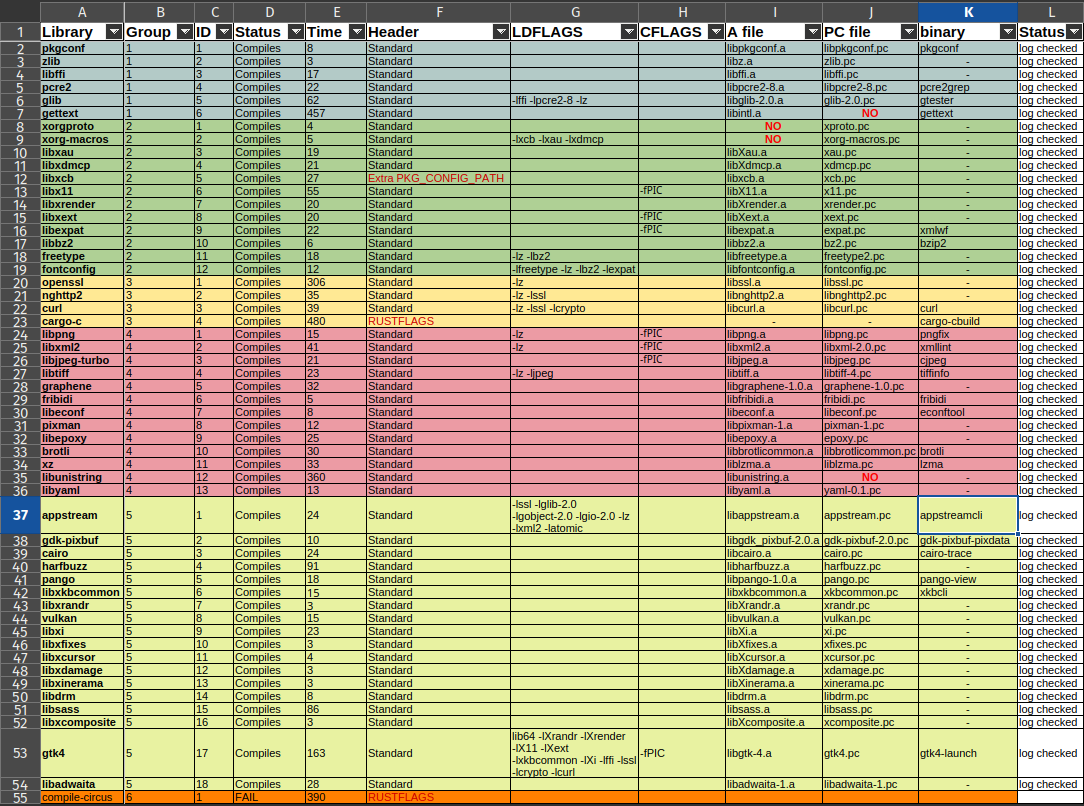 A B C D E F G H I J K L
1 Library Group ID Status Time Header LDFLAGS CFLAGS A file PC file binary Status
2 pkgconf 1 1 Compiles 8 Standard libpkgconf.a libpkgconf.pc pkgconf log checked
3 zlib 1 2 Compiles 3 Standard libz.a zlib.pc - log checked
4 libffi 1 3 Compiles 17 Standard libffi.a libffi.pc - log checked
5 pcre2 1 4 Compiles 22 Standard libpcre2-8.a libpcre2-8.pc pcre2grep log checked
6 glib 1 5 Compiles 62 Standard -lffi -lpcre2-8 -lz libglib-2.0.a glib-2.0.pc gtester log checked
7 gettext 1 6 Compiles 457 Standard libintl.a NO gettext log checked
8 xorgproto 2 1 Compiles 4 Standard NO xproto.pc - log checked
9 xorg-macros 2 2 Compiles 5 Standard -lxcb -lxau -lxdmcp NO xorg-macros.pc - log checked
10 libxau 2 3 Compiles 19 Standard libXau.a xau.pc - log checked
11 libxdmcp 2 4 Compiles 21 Standard libXdmcp.a xdmcp.pc - log checked
12 libxcb 2 5 Compiles 27 Extra PKG_CONFIG_PATH libxcb.a xcb.pc - log checked
13 libx11 2 6 Compiles 55 Standard -fPIC libX11.a x11.pc - log checked
14 libxrender 2 7 Compiles 20 Standard libXrender.a xrender.pc - log checked
15 libxext 2 8 Compiles 20 Standard -fPIC libXext.a xext.pc - log checked
16 libexpat 2 9 Compiles 22 Standard -fPIC libexpat.a expat.pc xmlwf log checked
17 libbz2 2 10 Compiles 6 Standard libbz2.a bz2.pc bzip2 log checked
18 freetype 2 11 Compiles 18 Standard -lz -lbz2 libfreetype.a freetype2.pc - log checked
19 fontconfig 2 12 Compiles 12 Standard -lfreetype -lz -lbz2 -lexpat libfontconfig.a fontconfig.pc - log checked
20 openssl 3 1 Compiles 306 Standard -lz libssl.a libssl.pc - log checked
21 nghttp2 3 2 Compiles 35 Standard -lz -lssl libnghttp2.a libnghttp2.pc - log checked
22 curl 3 3 Compiles 39 Standard -lz -lssl -lcrypto libcurl.a libcurl.pc curl log checked
23 cargo-c 3 4 Compiles 480 RUSTFLAGS - - cargo-cbuild log checked
24 libpng 4 1 Compiles 15 Standard -lz -fPIC libpng.a libpng.pc pngfix log checked
25 libxml2 4 2 Compiles 41 Standard -lz -fPIC libxml2.a libxml-2.0.pc xmllint log checked
26 libjpeg-turbo 4 3 Compiles 21 Standard -fPIC libjpeg.a libjpeg.pc cjpeg log checked
27 libtiff 4 4 Compiles 23 Standard -lz -ljpeg libtiff.a libtiff-4.pc tiffinfo log checked
28 graphene 4 5 Compiles 32 Standard libgraphene-1.0.a graphene-1.0.pc - log checked
29 fribidi 4 6 Compiles 5 Standard libfribidi.a fribidi.pc fribidi log checked
30 libeconf 4 7 Compiles 8 Standard libeconf.a libeconf.pc econftool log checked
31 pixman 4 8 Compiles 12 Standard libpixman-1.a pixman-1.pc - log checked
32 libepoxy 4 9 Compiles 25 Standard libepoxy.a epoxy.pc - log checked
33 brotli 4 10 Compiles 30 Standard libbrotlicommon.a libbrotlicommon.pc brotli log checked
34 xz 4 11 Compiles 33 Standard liblzma.a liblzma.pc lzma log checked
35 libunistring 4 12 Compiles 360 Standard libunistring.a NO - log checked
36 libyaml 4 13 Compiles 13 Standard libyaml.a yaml-0.1.pc - log checked
-lssl -lglib-2.0
37 appstream 5 1 Compiles 24 Standard -lgobject-2.0 -lgio-2.0 -lz libappstream.a appstream.pc appstreamcli log checked
-lxml2 -latomic
38 gdk-pixbuf 5 2 Compiles 10 Standard libgdk_pixbuf-2.0.a gdk-pixbuf-2.0.pc gdk-pixbuf-pixdata log checked
39 cairo 5 3 Compiles 24 Standard libcairo.a cairo.pc cairo-trace log checked
40 harfbuzz 5 4 Compiles 91 Standard libharfbuzz.a harfbuzz.pc - log checked
41 pango 5 5 Compiles 18 Standard libpango-1.0.a pango.pc pango-view log checked
42 libxkbcommon 5 6 Compiles 15 Standard libxkbcommon.a xkbcommon.pc xkbcli log checked
43 libxrandr 5 7 Compiles 3 Standard libXrandr.a xrandr.pc - log checked
44 vulkan 5 8 Compiles 15 Standard libvulkan.a vulkan.pc - log checked
45 libxi 5 9 Compiles 23 Standard libXi.a xi.pc - log checked
46 libxfixes 5 10 Compiles 3 Standard libXfixes.a xfixes.pc - log checked
47 libxcursor 5 11 Compiles 4 Standard libXcursor.a xcursor.pc - log checked
48 libxdamage 5 12 Compiles 3 Standard libXdamage.a xdamage.pc - log checked
49 libxinerama 5 13 Compiles 3 Standard libXinerama.a xinerama.pc - log checked
50 libdrm 5 14 Compiles 8 Standard libdrm.a libdrm.pc - log checked
51 libsass 5 15 Compiles 86 Standard libsass.a libsass.pc - log checked
52 libxcomposite 5 16 Compiles 3 Standard libXcomposite.a xcomposite.pc - log checked
lib64 -lXrandr -lXrender
-lX11 -lXext
53 gtk4 5 17 Compiles 163 Standard -lxkbcommon -lXi -lffi -lssl -fPIC libgtk-4.a gtk4.pc gtk4-launch log checked
-lcrypto -lcurl
54 libadwaita 5 18 Compiles 28 Standard libadwaita-1.a libadwaita-1.pc - log checked
55 compile-circus 6 1 FAIL 390 RUSTFLAGS